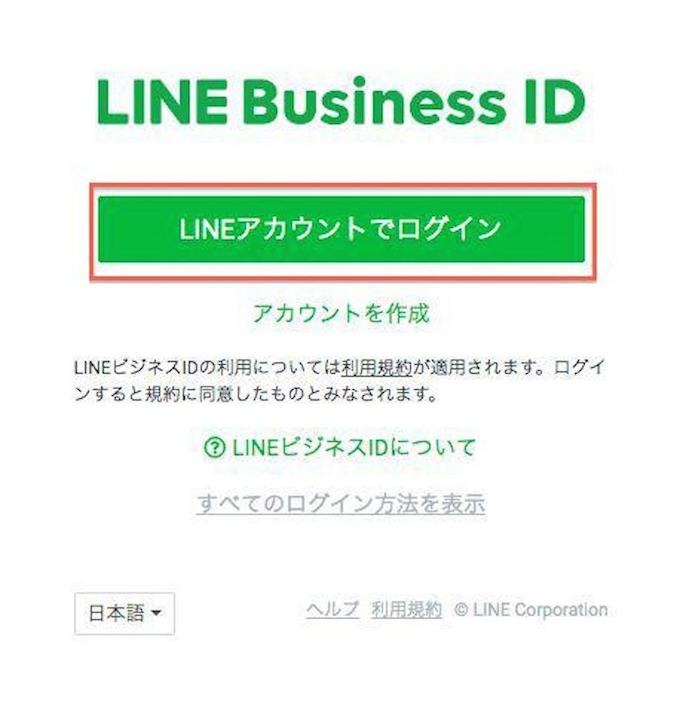 LINE Business ID
LINEアカウントでログイン
アカウントを作成
LINEビジネスIDの利用については利用規約が適用されます。ログイ
ンすると規約に同意したものとみなされます。
? LINEビジネスIDについて
すべてのログイン方法を表示
日本語
ヘルプ 利用規約 © LINE Corporation